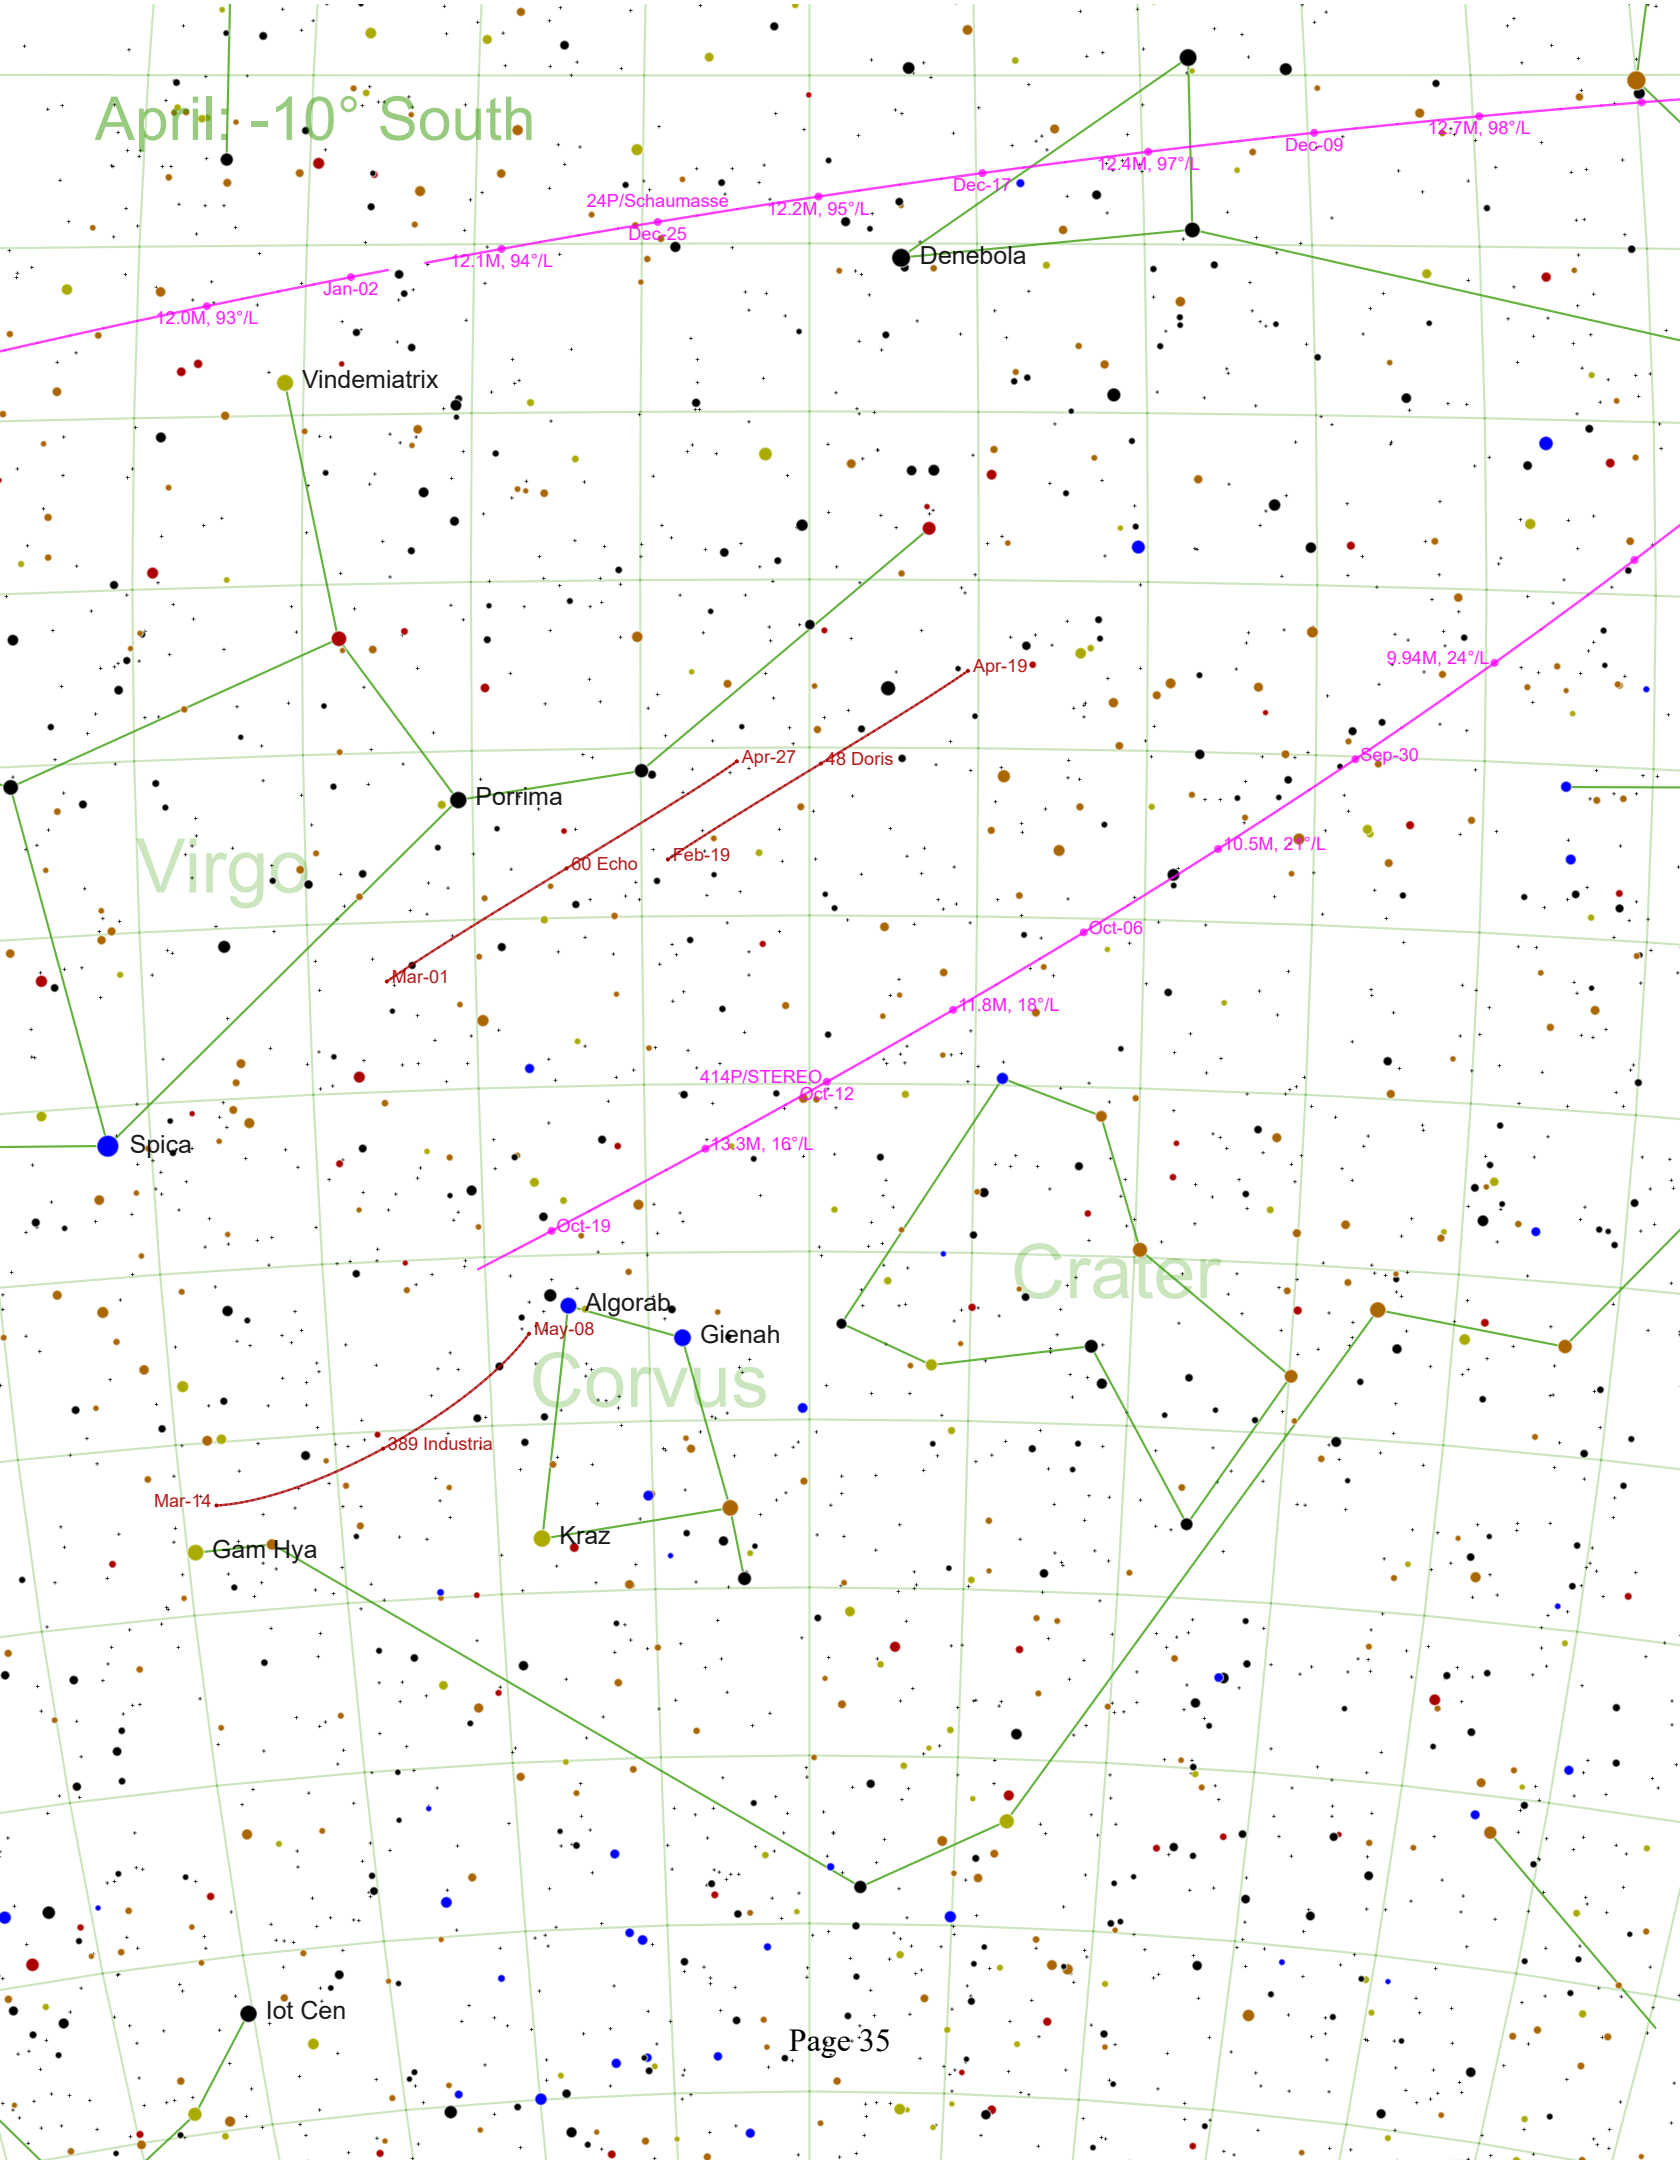 April: -10° South
12.7M, 98°/L
Dec-09
12.4M, 97°/L
Dec-17
24P/Schaumasse
12.2M, 95°/L
Dec-25
Denebola
12.1M, 94°/L
Jan-02
12.0M, 93°/L
Vindemiatrix
9.94M, 24°/L
Apr-19
Sep-30
Apr-27
48 Doris
Porrima
10.5M, 21°/L
Feb-19
60 Echo
Virgo
Oct-06
Mar-01
11.8M, 18°/L
414P/STEREO
Oct-12
13.3M, 16°/L
Spica
Oct-19
Crater
Algorab
May-08
Gienah
Corvus
389 Industria
Mar-14
Kraz
Gam Hya
Iot Cen
Page 35